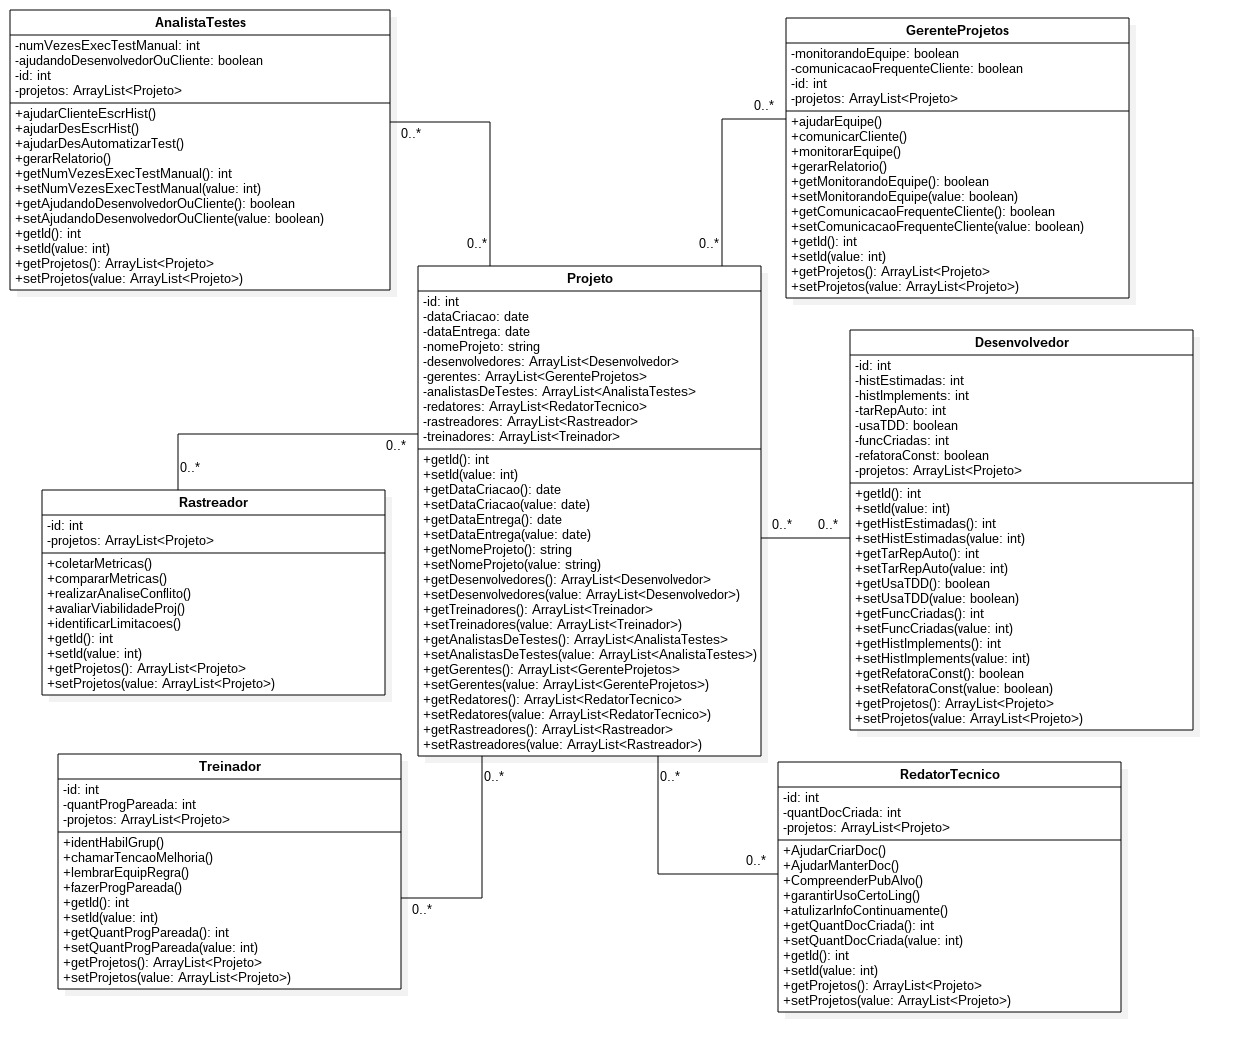 AnalistaTestes
-numVezesExecTestManual: int
-ajudandoDesenvolvedorOuCliente: boolean
-id: int
-projetos: ArrayList<Projeto>
+ajudarClienteEscrHist()
+ajudarDesEscrHist()
+ajudarDesAutomatizarTest()
+gerarRelatorio()
+getNumVezesExecTestManual(): int
+setNumVezesExecTestManual(value: int)
+getAjudandoDesenvolvedorOuCliente(): boolean
+setAjudandoDesenvolvedorOuCliente(value: boolean)
+getId(): int
+setId(value: int)
+getProjetos(): ArrayList<Projeto>
+setProjetos(value: ArrayList<Projeto>)
0..*
0..*
GerenteProjetos
-monitorandoEquipe: boolean
-comunicacaoFrequenteCliente: boolean
-id: int
-projetos: ArrayList<Projeto>
+ajudarEquipe()
+comunicarCliente()
+monitorarEquipe()
+gerarRelatorio()
+getMonitorandoEquipe(): boolean
+setMonitorandoEquipe(value: boolean)
+getComunicacaoFrequenteCliente(): boolean
+setComunicacaoFrequenteCliente(value: boolean)
+getId(): int
+setId(value: int)
+getProjetos(): ArrayList<Projeto>
+setProjetos(value: ArrayList<Projeto>)
0..*
0..*
Projeto
-id: int
-dataCriacao: date
-dataEntrega: date
-nomeProjeto: string
-desenvolvedores: ArrayList<Desenvolvedor>
-gerentes: ArrayList<GerenteProjetos>
-analistasDeTestes: ArrayList<AnalistaTestes>
-redatores: ArrayList<RedatorTecnico>
-rastreadores: ArrayList<Rastreador>
-treinadores: ArrayList<Treinador>
+getId(): int
+setId(value: int)
+getDataCriacao(): date
+setDataCriacao(value: date)
+getDataEntrega(): date
+setDataEntrega(value: date)
+getNomeProjeto(): string
+setNomeProjeto(value: string)
+getDesenvolvedores(): ArrayList<Desenvolvedor>
+setDesenvolvedores(value: ArrayList<Desenvolvedor>)
+getTreinadores(): ArrayList<Treinador>
+setTreinadores(value: ArrayList<Treinador>)
+getAnalistasDeTestes(): ArrayList<AnalistaTestes>
+setAnalistasDeTestes(value: ArrayList<AnalistaTestes>)
+getGerentes(): ArrayList<GerenteProjetos>
+setGerentes(value: ArrayList<GerenteProjetos>)
+getRedatores(): ArrayList<RedatorTecnico>
+setRedatores(value: ArrayList<RedatorTecnico>)
+getRastreadores(): ArrayList<Rastreador>
+setRastreadores(value: ArrayList<Rastreador>)
Desenvolvedor
-id: int
-histEstimadas: int
-histImplements: int
-tarRepAuto: int
-usaTDD: boolean
-funcCriadas: int
-refatoraConst: boolean
-projetos: ArrayList<Projeto>
+getId(): int
+setId(value: int)
+getHistEstimadas(): int
+setHistEstimadas(value: int)
+getTarRepAuto(): int
+setTarRepAuto(value: int)
+getUsaTDD(): boolean
+setUsaTDD(value: boolean)
+getFuncCriadas(): int
+setFuncCriadas(value: int)
+getHistImplements(): int
+setHistImplements(value: int)
+getRefatoraConst(): boolean
+setRefatoraConst(value: boolean)
+getProjetos(): ArrayList<Projeto>
+setProjetos(value: ArrayList<Projeto>)
0..*
0..*
0..*
0..*
Rastreador
-id: int
-projetos: ArrayList<Projeto>
+coletarMetricas()
+compararMetricas()
+realizarAnaliseConflito()
+avaliarViabilidadeProj()
+identificarLimitacoes()
+getId(): int
+setId(value: int)
+getProjetos(): ArrayList<Projeto>
+setProjetos(value: ArrayList<Projeto>)
Treinador
-id: int
-quantProgPareada: int
-projetos: ArrayList<Projeto>
+identHabilGrup()
+chamarTencaoMelhoria()
+lembrarEquipRegra()
+fazerProgPareada()
+getId(): int
+setId(value: int)
+getQuantProgPareada(): int
+setQuantProgPareada(value: int)
+getProjetos(): ArrayList<Projeto>
+setProjetos(value: ArrayList<Projeto>)
0..*
0..*
0..*
0..*
RedatorTecnico
-id: int
-quantDocCriada: int
-projetos: ArrayList<Projeto>
+AjudarCriarDoc()
+AjudarManterDoc()
+CompreenderPubAlvo()
+garantirUsoCertoLing()
+atulizarInfoContinuamente()
+getQuantDocCriada(): int
+setQuantDocCriada(value: int)
+getId(): int
+setId(value: int)
+getProjetos(): ArrayList<Projeto>
+setProjetos(value: ArrayList<Projeto>)